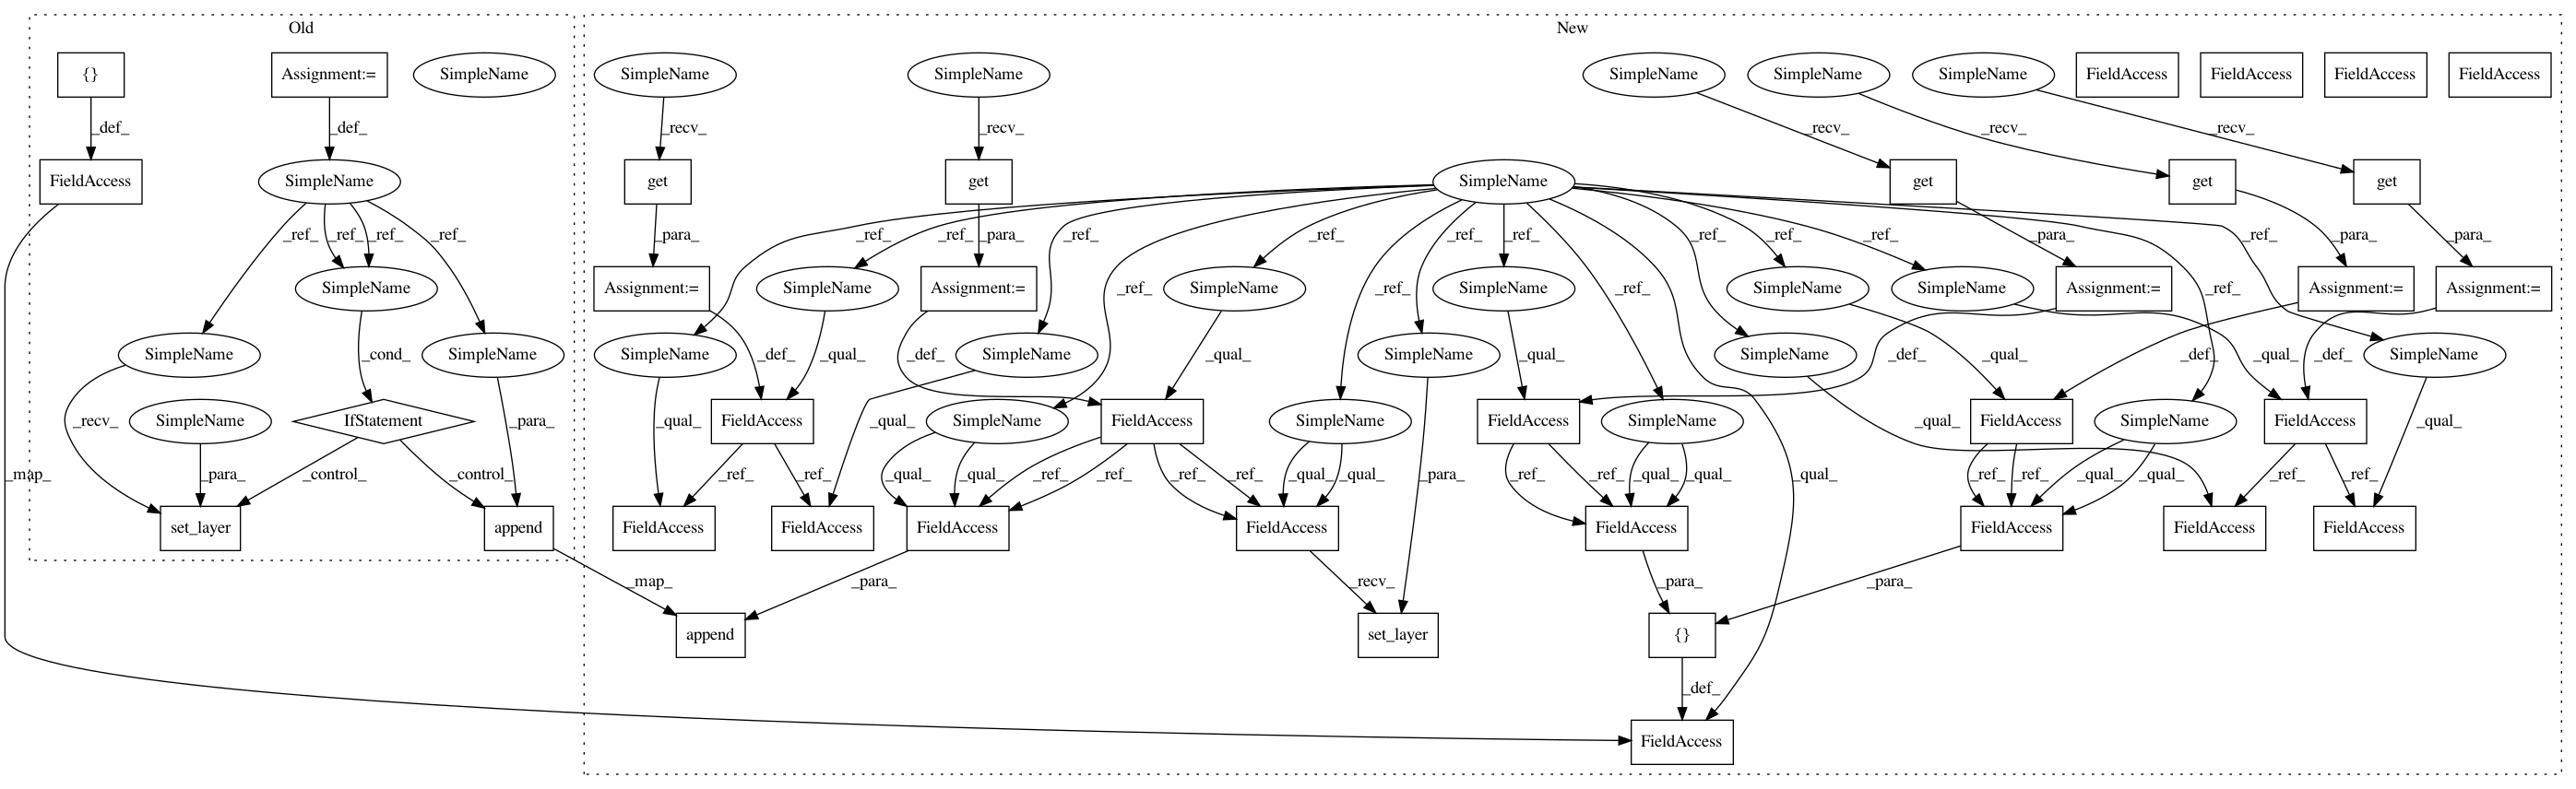 Old New
{} Assignment:= SimpleName SimpleName SimpleName SimpleName SimpleName SimpleName FieldAccess FieldAccess FieldAccess FieldAccess
_def_ _def_ _recv_ _recv_ _recv_ _recv_ _recv_
FieldAccess SimpleName get get SimpleName get get get
_ref_ _ref_ _ref_ _ref_ _para_ _ref_ _ref_ _para_ _ref_ _ref_ _ref_ _ref_ _ref_ _ref_ _ref_ _para_ _ref_ _para_ _para_
SimpleName Assignment:= SimpleName Assignment:= SimpleName SimpleName SimpleName SimpleName Assignment:= Assignment:= Assignment:=
_ref_ _ref_ _ref_
SimpleName _cond_ SimpleName SimpleName _def_ _qual_ _def_ SimpleName _qual_ SimpleName _qual_ SimpleName _def_ _qual_ _def_ _qual_ _def_ SimpleName
_recv_ SimpleName IfStatement _para_ _qual_ FieldAccess _qual_ SimpleName FieldAccess SimpleName FieldAccess SimpleName _qual_ FieldAccess SimpleName FieldAccess _qual_
_map_ _para_ _control_ _control_ _ref_ _ref_ _qual_ _qual_ _ref_ _ref_ _ref_ _ref_ _qual_ _qual_ _para_ _ref_ _ref_ _qual_ _qual_ _qual_ _ref_ _ref_ _qual_ _qual_ _ref_ _ref_
set_layer append FieldAccess FieldAccess FieldAccess FieldAccess FieldAccess FieldAccess FieldAccess FieldAccess
_map_ _para_ _recv_ _para_ _para_
append set_layer {}
_def_
FieldAccess